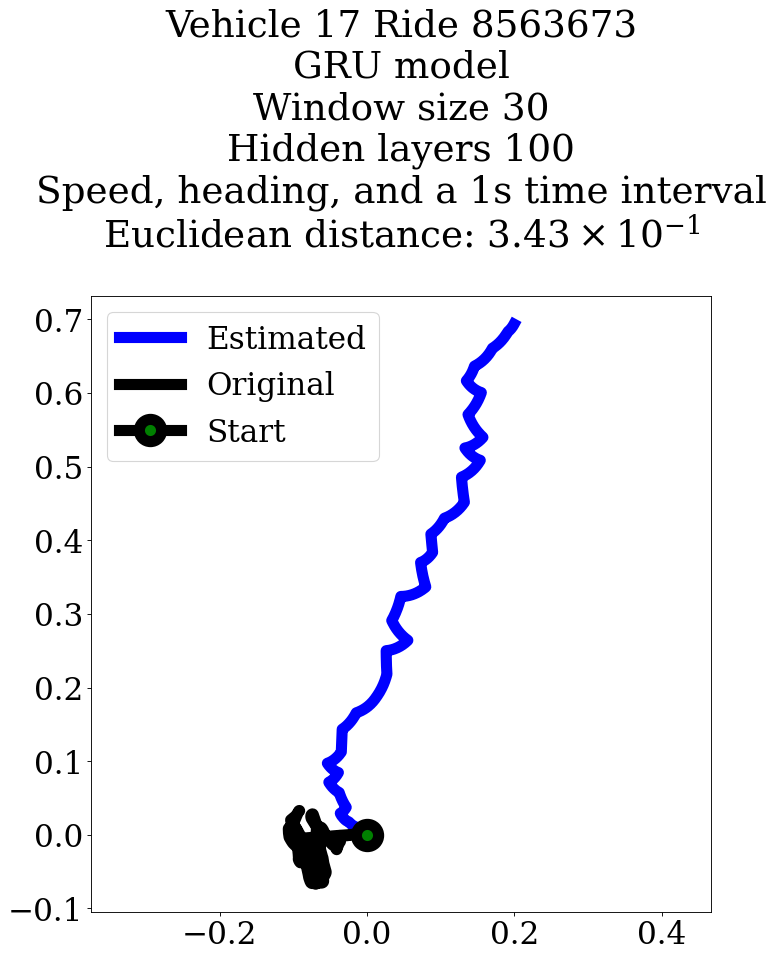 Vehicle 17 Ride 8563673
GRU model
Window size 30
Hidden layers 100
Speed, heading, and a 1s time interval
Euclidean distance: 3.43 × 10⁻¹
0.7
0.6
0.5
0.4
0.3
0.2
0.1
0.0
−0.1
Estimated
Original
Start
−0.2
0.0
0.2
0.4